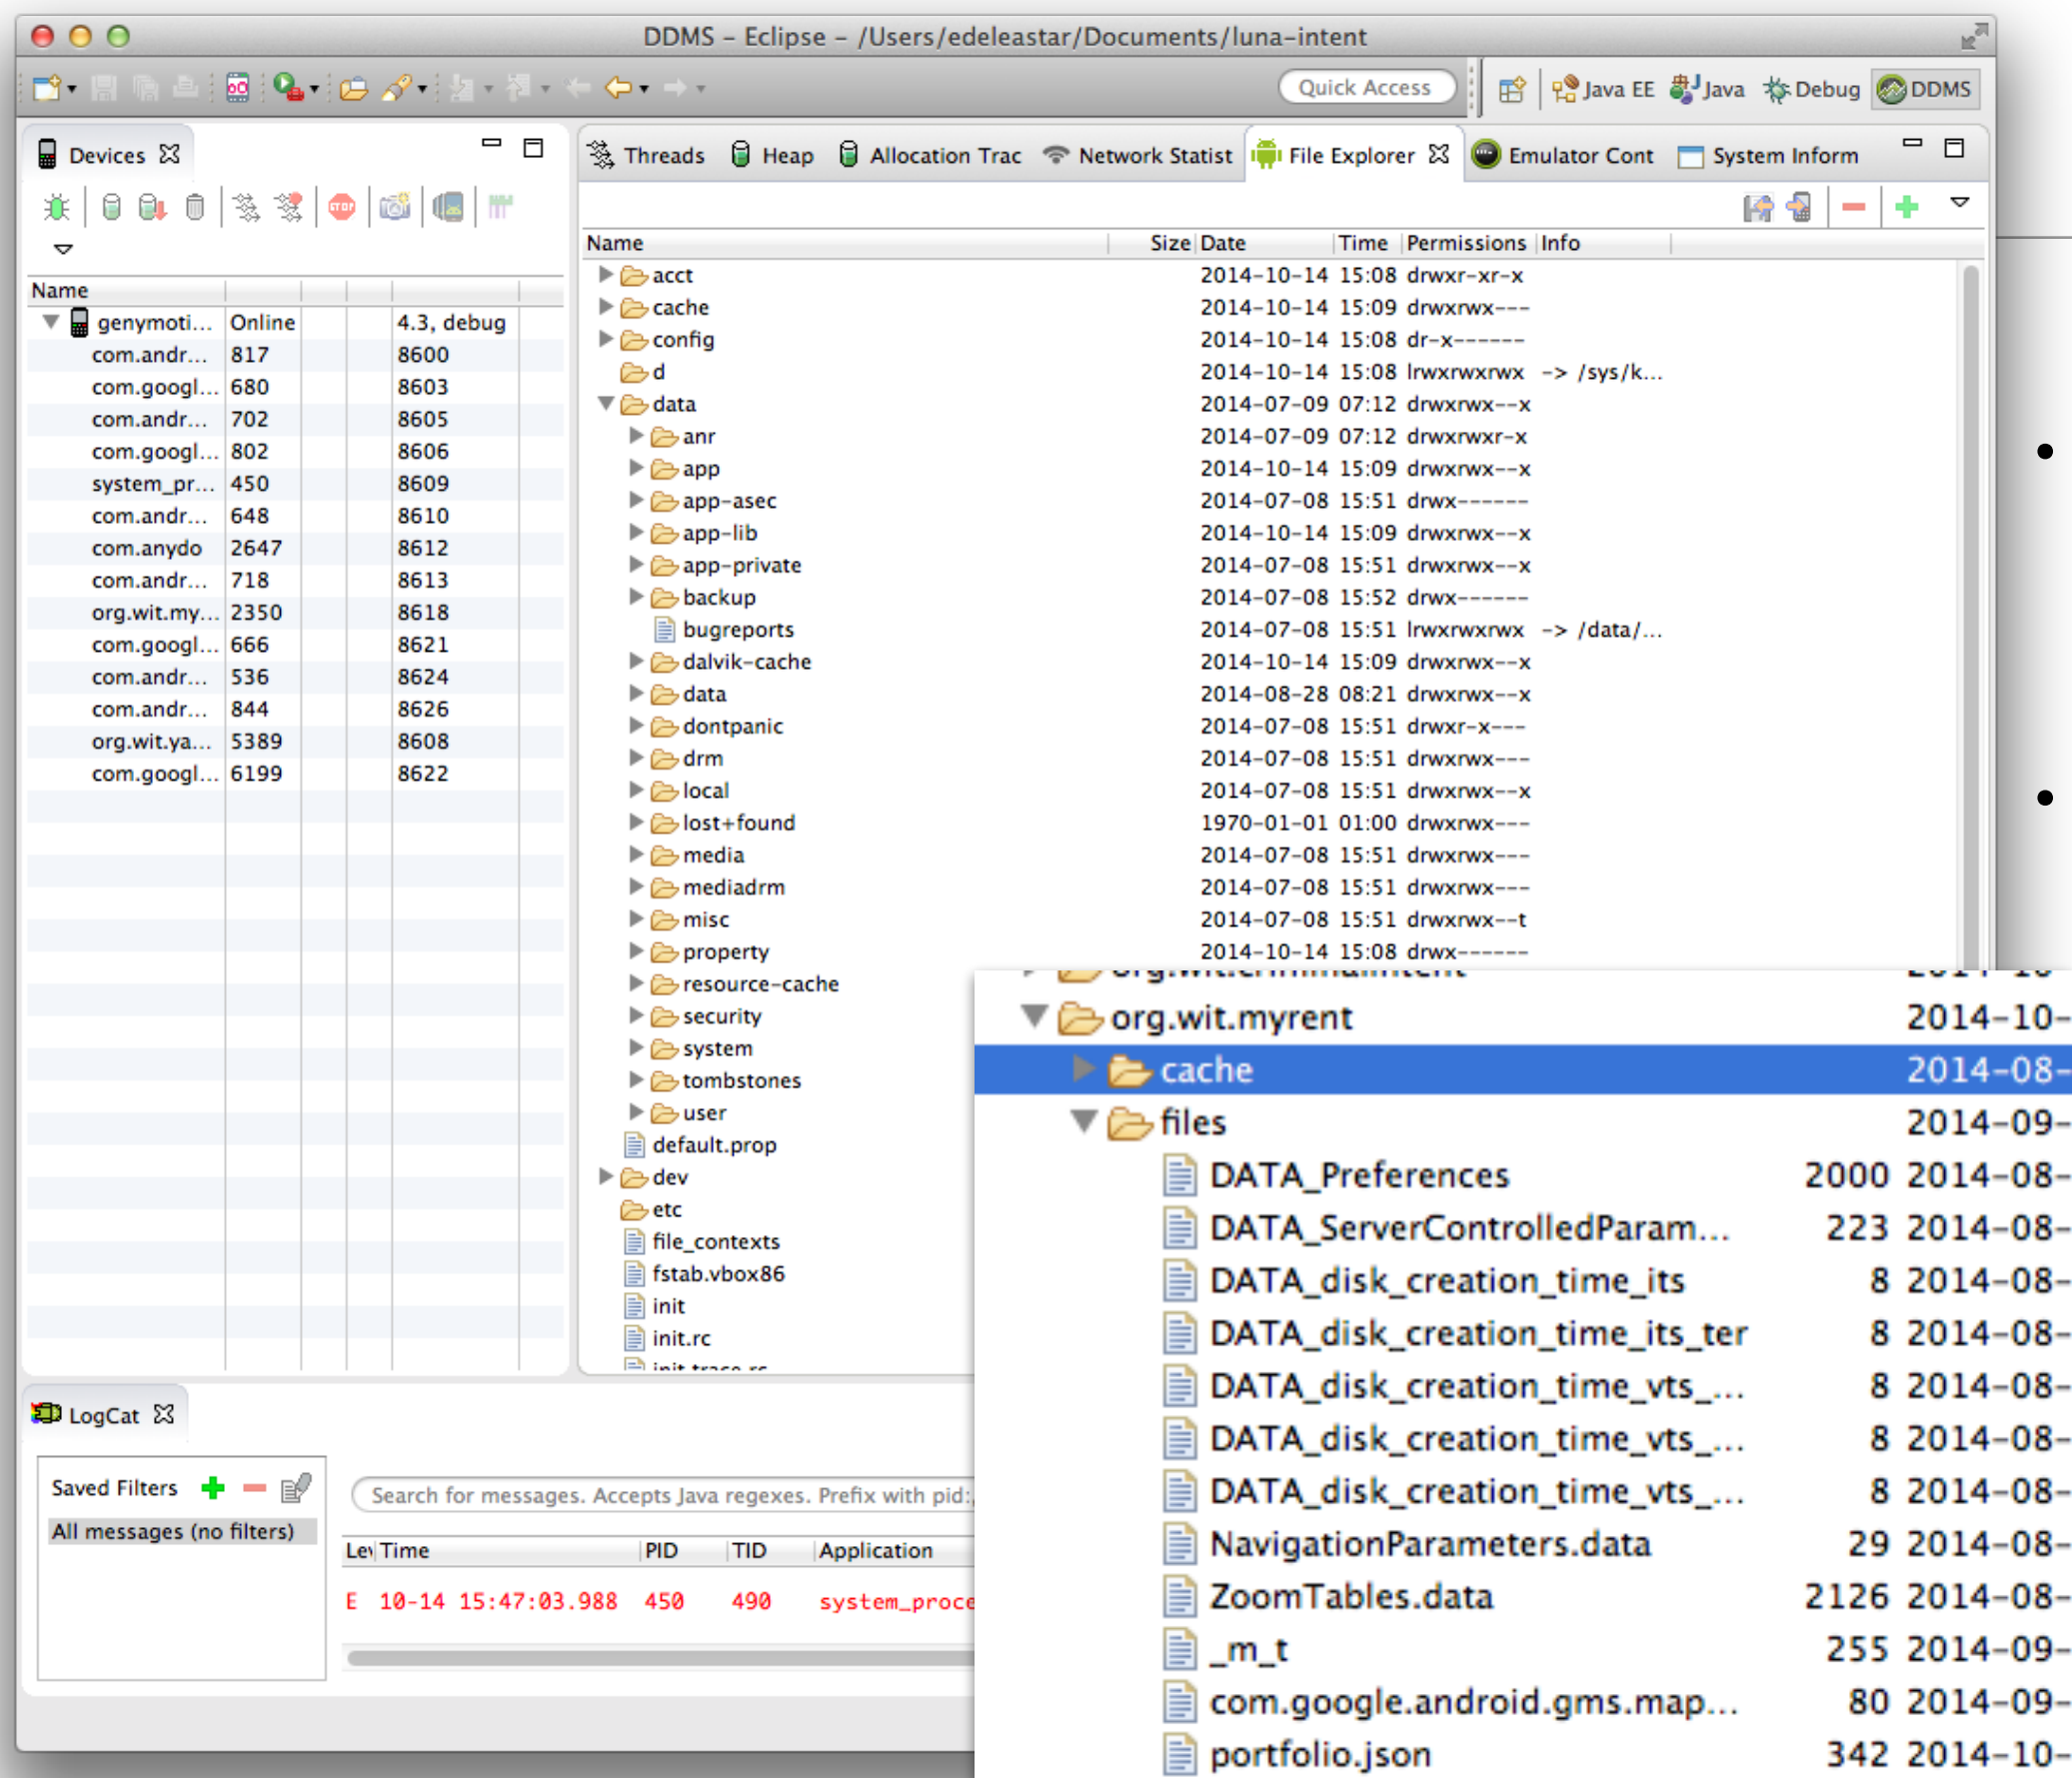 DDMS – Eclipse – /Users/edeleastar/Documents/luna-intent
Quick Access Java EE Java Debug DDMS
Devices
Name
genymoti... Online 4.3, debug
com.andr... 817 8600
com.googl... 680 8603
com.andr... 702 8605
com.googl... 802 8606
system_pr... 450 8609
com.andr... 648 8610
com.anydo 2647 8612
com.andr... 718 8613
org.wit.my... 2350 8618
com.googl... 666 8621
com.andr... 536 8624
com.andr... 844 8626
org.wit.ya... 5389 8608
com.googl... 6199 8622
Threads Heap Allocation Trac Network Statist File Explorer Emulator Cont System Inform
Name Size Date Time Permissions Info
acct 2014-10-14 15:08 drwxr-xr-x
cache 2014-10-14 15:09 drwxrwx---
config 2014-10-14 15:08 dr-x------
d 2014-10-14 15:08 lrwxrwxrwx -> /sys/k...
data 2014-07-09 07:12 drwxrwx--x
anr 2014-07-09 07:12 drwxrwxr-x
app 2014-10-14 15:09 drwxrwx--x
app-asec 2014-07-08 15:51 drwx------
app-lib 2014-10-14 15:09 drwxrwx--x
app-private 2014-07-08 15:51 drwxrwx--x
backup 2014-07-08 15:52 drwx------
bugreports 2014-07-08 15:51 lrwxrwxrwx -> /data/...
dalvik-cache 2014-10-14 15:09 drwxrwx--x
data 2014-08-28 08:21 drwxrwx--x
dontpanic 2014-07-08 15:51 drwxr-x---
drm 2014-07-08 15:51 drwxrwx---
local 2014-07-08 15:51 drwxrwx--x
lost+found 1970-01-01 01:00 drwxrwx---
media 2014-07-08 15:51 drwxrwx---
mediadrm 2014-07-08 15:51 drwxrwx---
misc 2014-07-08 15:51 drwxrwx--t
property 2014-10-14 15:08 drwx------
resource-cache
security
system
tombstones
user
default.prop
dev
etc
file_contexts
fstab.vbox86
init
init.rc
init.trace.rc
org.wit.criminalintent 2014-10-
org.wit.myrent 2014-10-
cache 2014-08-
files 2014-09-
DATA_Preferences 2000 2014-08-
DATA_ServerControlledParam... 223 2014-08-
DATA_disk_creation_time_its 8 2014-08-
DATA_disk_creation_time_its_ter 8 2014-08-
DATA_disk_creation_time_vts_... 8 2014-08-
DATA_disk_creation_time_vts_... 8 2014-08-
DATA_disk_creation_time_vts_... 8 2014-08-
NavigationParameters.data 29 2014-08-
ZoomTables.data 2126 2014-08-
_m_t 255 2014-09-
com.google.android.gms.map... 80 2014-09-
portfolio.json 342 2014-10-
LogCat
Saved Filters
All messages (no filters)
Search for messages. Accepts Java regexes. Prefix with pid:
Time PID TID Application
E 10-14 15:47:03.988 450 490 system_proce
•
•